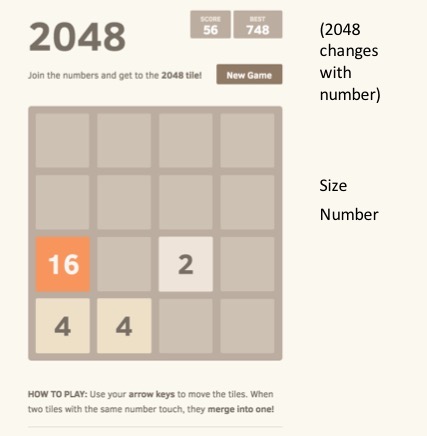 2048
SCORE
56
BEST
748
Join the numbers and get to the 2048 tile!
New Game
16
2
4
4
HOW TO PLAY: Use your arrow keys to move the tiles. When
two tiles with the same number touch, they merge into one!
(2048
changes
with
number)
Size
Number